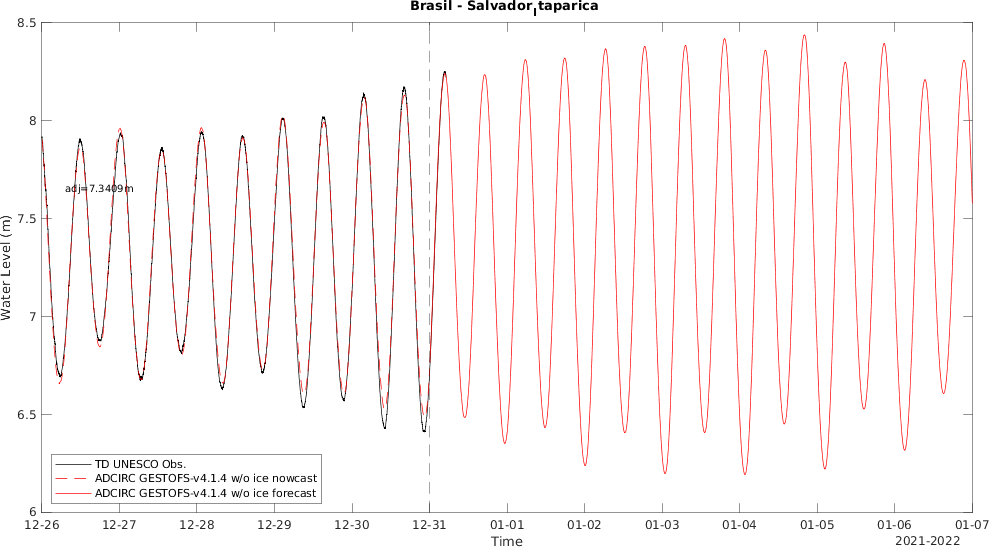 Brasil - Salvador_Itaparica
8.5
8
7.5
7
6.5
6
Water Level (m)
adj=7.3409m
TD UNESCO Obs.
ADCIRC GESTOFS-v4.1.4 w/o ice nowcast
ADCIRC GESTOFS-v4.1.4 w/o ice forecast
12-26 12-27 12-28 12-29 12-30 12-31 01-01 01-02 01-03 01-04 01-05 01-06 01-07
Time
2021-2022